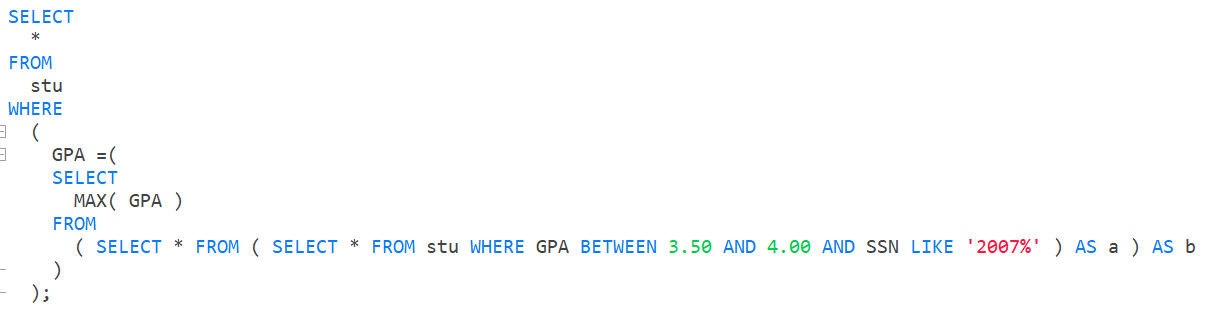 SELECT
  *
FROM
  stu
WHERE
  (
    GPA =(
    SELECT
      MAX( GPA )
    FROM
      ( SELECT * FROM ( SELECT * FROM stu WHERE GPA BETWEEN 3.50 AND 4.00 AND SSN LIKE '2007%' ) AS a ) AS b
    )
  );